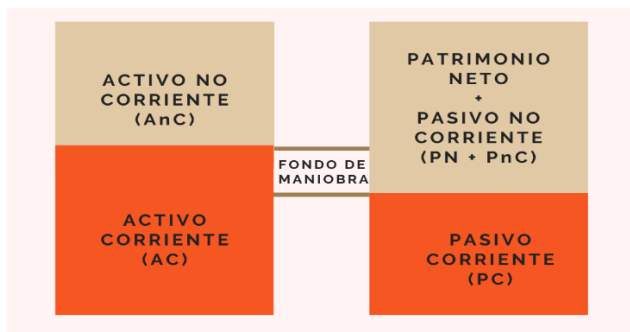 ACTIVO NO
CORRIENTE
(AnC)
ACTIVO
CORRIENTE
(AC)
FONDO DE
MANIOBRA
PATRIMONIO
NETO
+
PASIVO NO
CORRIENTE
(PN + PnC)
PASIVO
CORRIENTE
(PC)